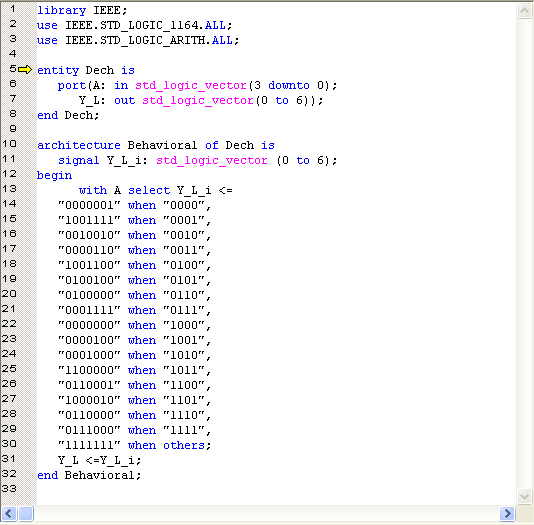 1 library IEEE;
2 use IEEE.STD_LOGIC_1164.ALL;
3 use IEEE.STD_LOGIC_ARITH.ALL;
4
5 entity Dech is
6 port(A: in std_logic_vector(3 downto 0);
7 Y_L: out std_logic_vector(0 to 6));
8 end Dech;
9
10 architecture Behavioral of Dech is
11 signal Y_L_i: std_logic_vector (0 to 6);
12 begin
13 with A select Y_L_i <=
14 "0000001" when "0000",
15 "1001111" when "0001",
16 "0010010" when "0010",
17 "0000110" when "0011",
18 "1001100" when "0100",
19 "0100100" when "0101",
20 "0100000" when "0110",
21 "0001111" when "0111",
22 "0000000" when "1000",
23 "0000100" when "1001",
24 "0001000" when "1010",
25 "1100000" when "1011",
26 "0110001" when "1100",
27 "1000010" when "1101",
28 "0110000" when "1110",
29 "0111000" when "1111",
30 "1111111" when others;
31 Y_L <=Y_L_i;
32 end Behavioral;
33